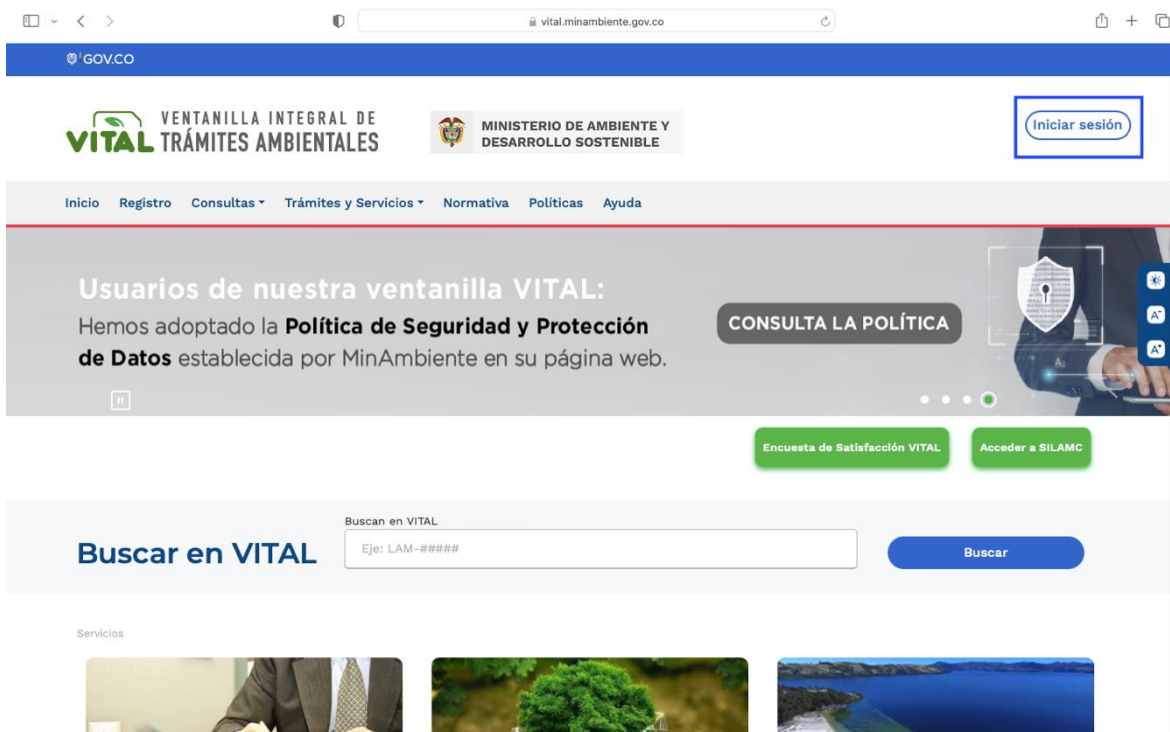 vital.minambiente.gov.co
GOV.CO
VENTANILLA INTEGRAL DE
VITAL TRÁMITES AMBIENTALES
MINISTERIO DE AMBIENTE Y
DESARROLLO SOSTENIBLE
Iniciar sesión
Inicio Registro Consultas Trámites y Servicios Normativa Políticas Ayuda
Usuarios de nuestra ventanilla VITAL:
Hemos adoptado la Política de Seguridad y Protección
de Datos establecida por MinAmbiente en su página web.
CONSULTA LA POLÍTICA
A-
A+
Encuesta de Satisfacción VITAL Acceder a SILAMC
Buscan en VITAL
Buscar en VITAL
Eje: LAM-#####
Buscar
Servicios